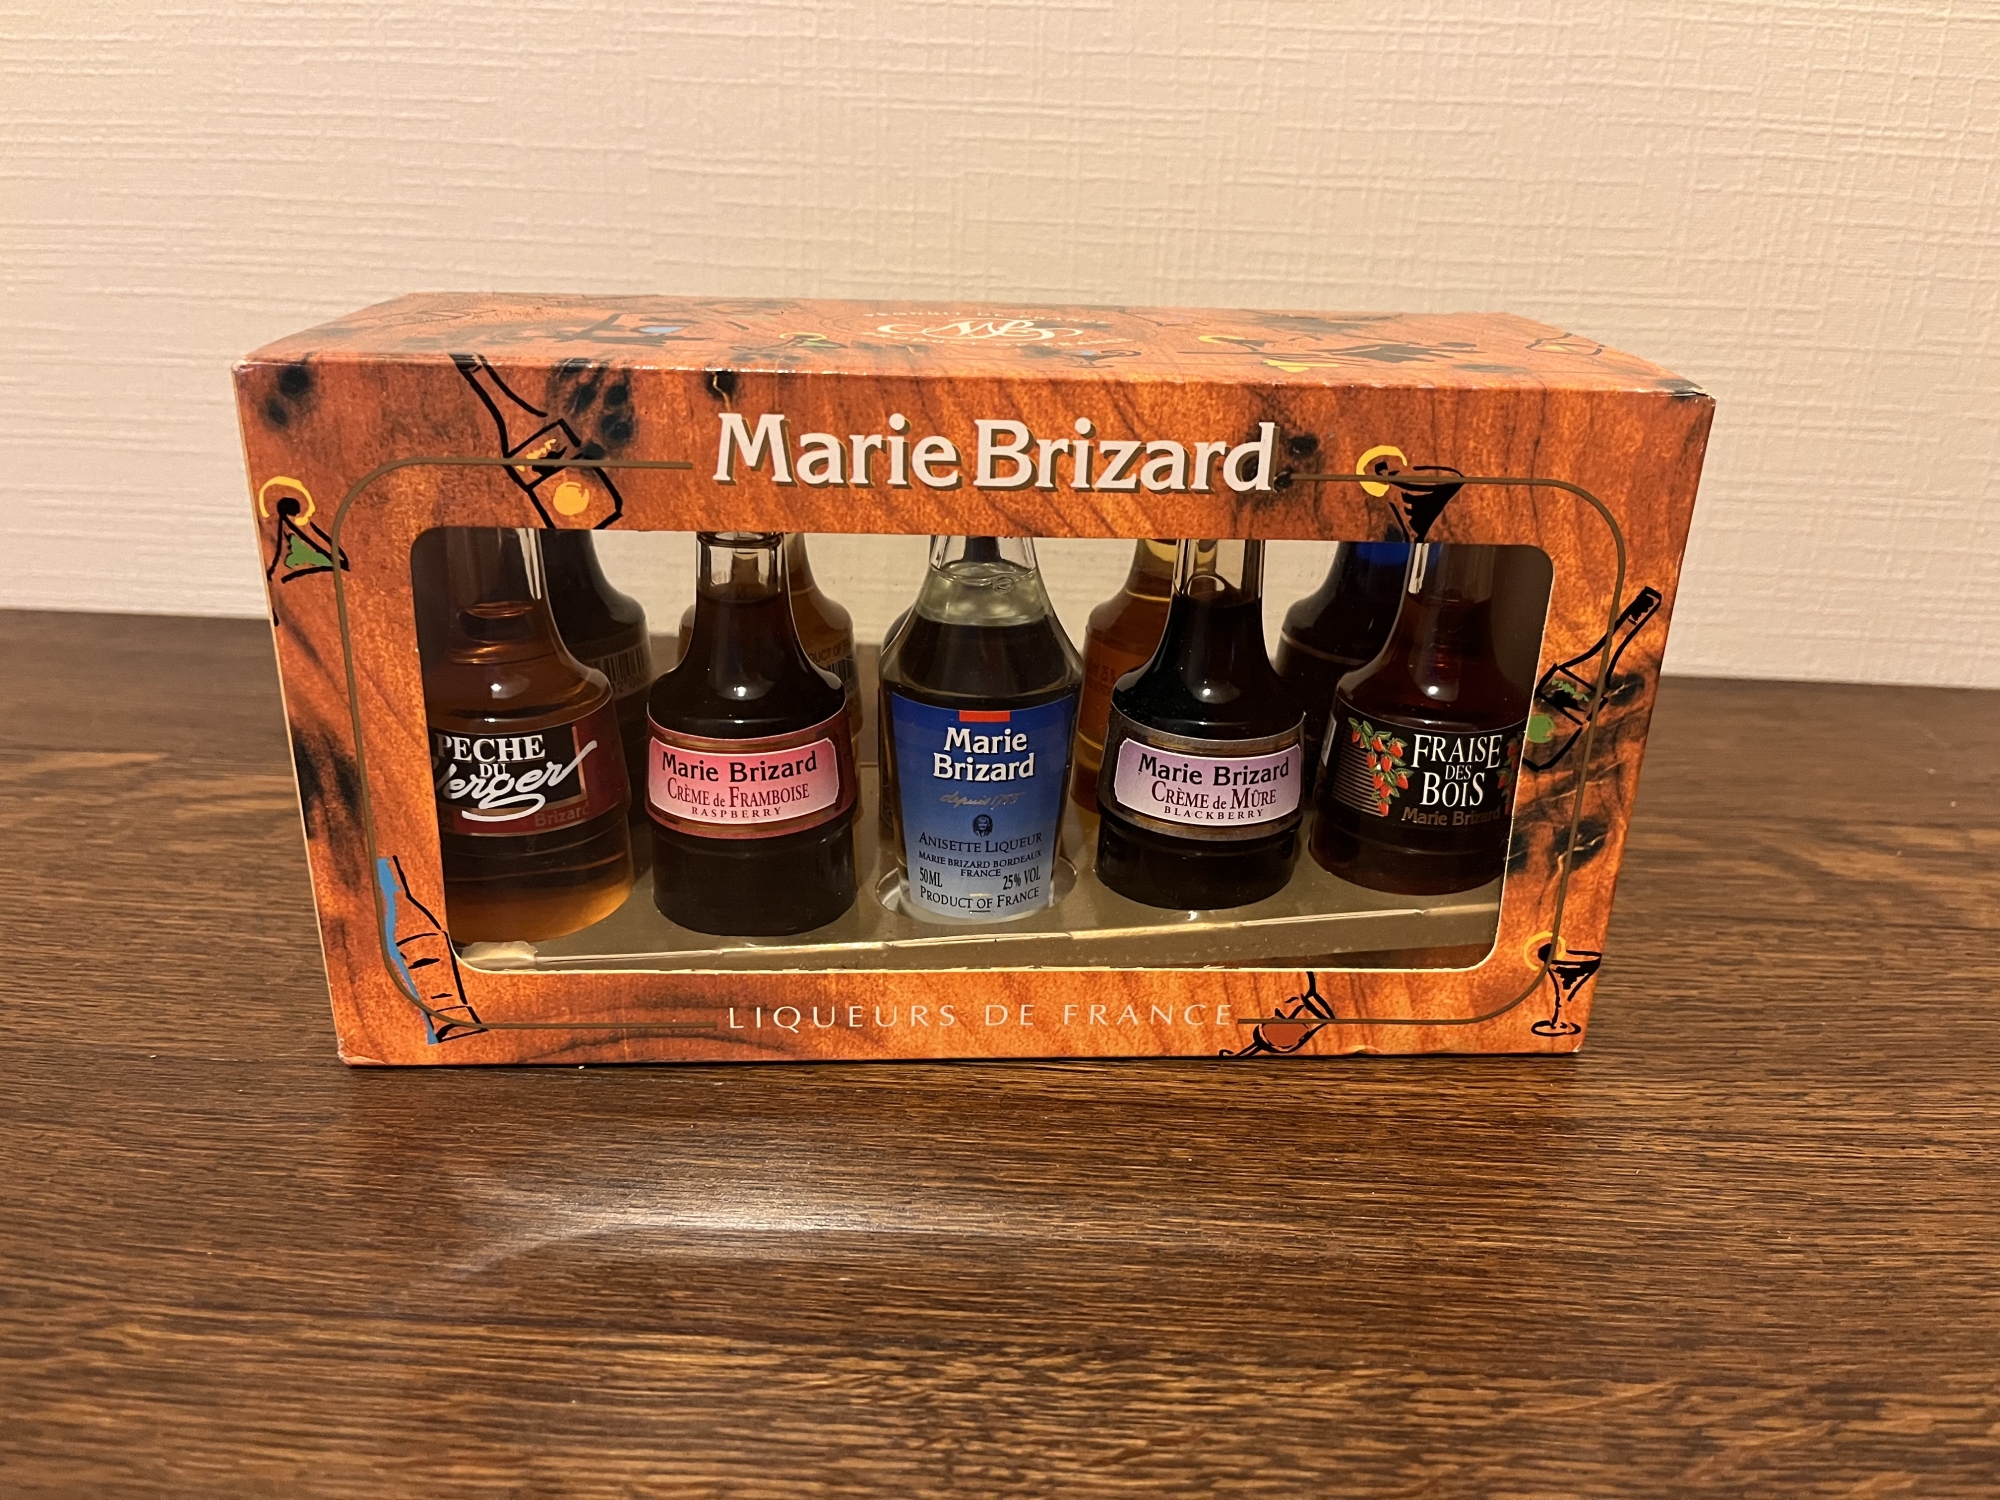 Marie Brizard
PECHE
DU
Verger
Brizard
Marie Brizard
CRÈME de FRAMBOISE
RASPBERRY
Marie
Brizard
depuis 1755
ANISETTE LIQUEUR
MARIE BRIZARD BORDEAUX
FRANCE
50ML 25% VOL
PRODUCT OF FRANCE
Marie Brizard
CRÈME de MÛRE
BLACKBERRY
FRAISE
DES
BOIS
Marie Brizard
LIQUEURS DE FRANCE